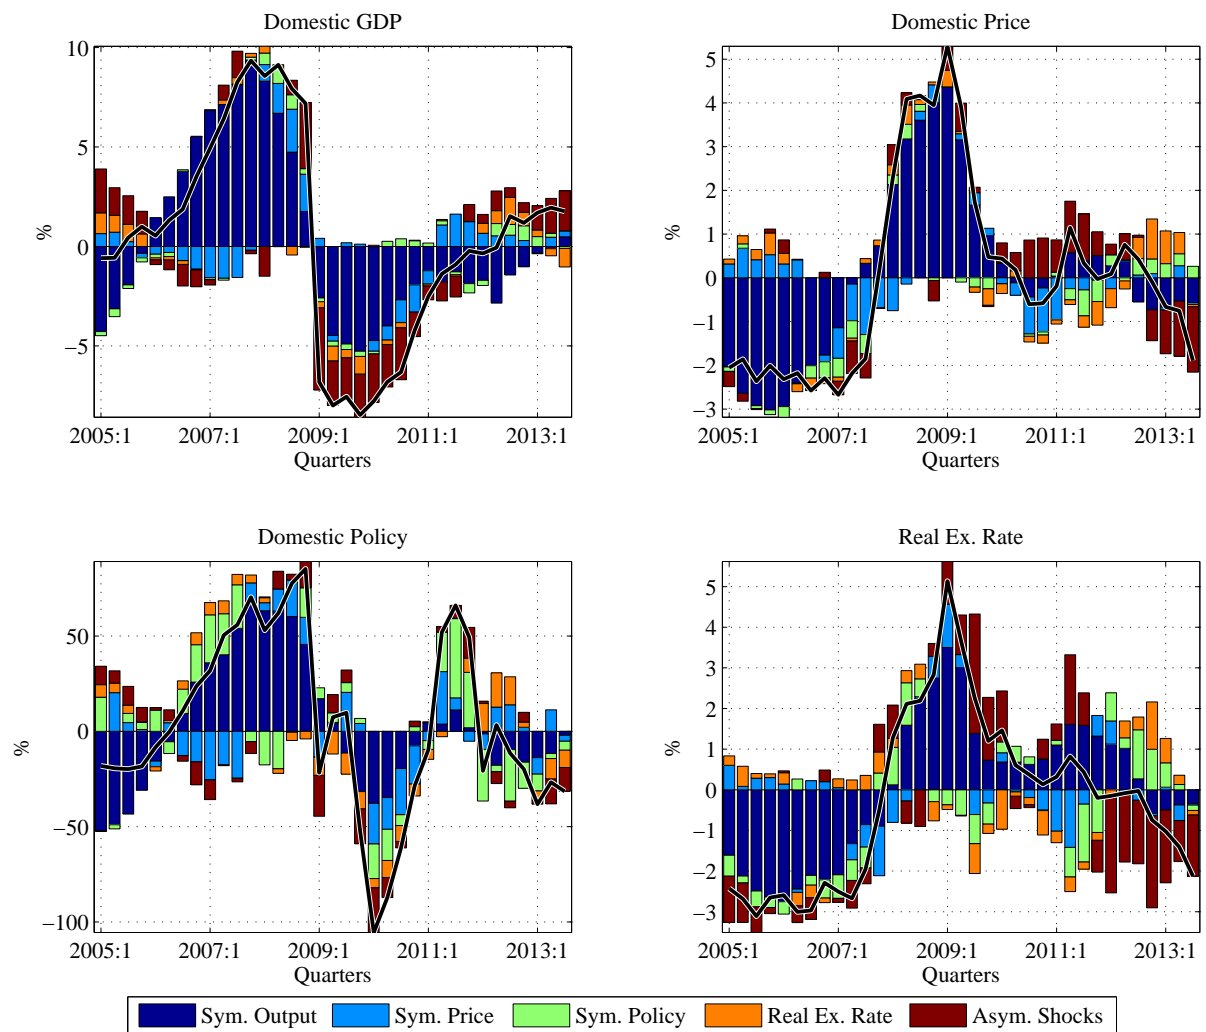 Domestic GDP
10
5
0
−5
%
2005:1 2007:1 2009:1 2011:1 2013:1
Quarters
Domestic Price
5
4
3
2
1
0
−1
−2
−3
%
2005:1 2007:1 2009:1 2011:1 2013:1
Quarters
Domestic Policy
50
0
−50
−100
%
2005:1 2007:1 2009:1 2011:1 2013:1
Quarters
Real Ex. Rate
5
4
3
2
1
0
−1
−2
−3
%
2005:1 2007:1 2009:1 2011:1 2013:1
Quarters
Sym. Output Sym. Price Sym. Policy Real Ex. Rate Asym. Shocks